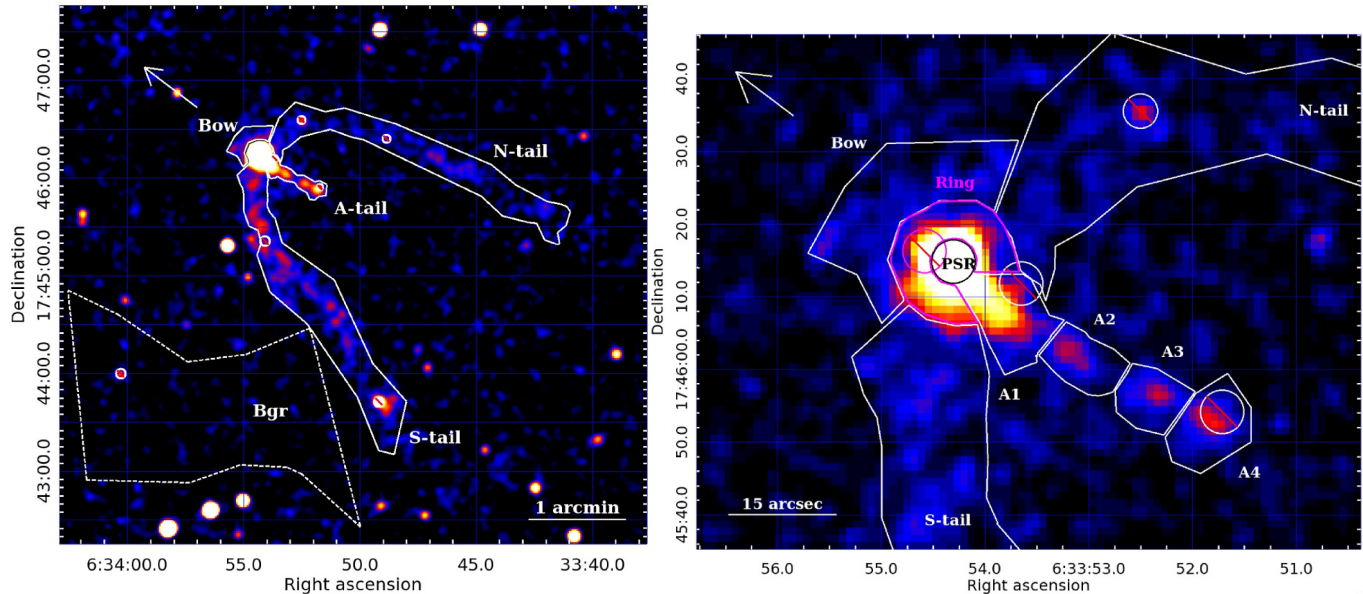 Declination
47:00.0
46:00.0
17:45:00.0
44:00.0
43:00.0
Bow
N-tail
A-tail
S-tail
Bgr
1 arcmin
6:34:00.0 55.0 50.0 45.0 33:40.0
Right ascension
Declination
40.0
30.0
20.0
10.0
17:46:00.0
50.0
45:40.0
N-tail
Bow
Ring
PSR
A2
A3
A1
A4
15 arcsec
S-tail
56.0 55.0 54.0 6:33:53.0 52.0 51.0
Right ascension